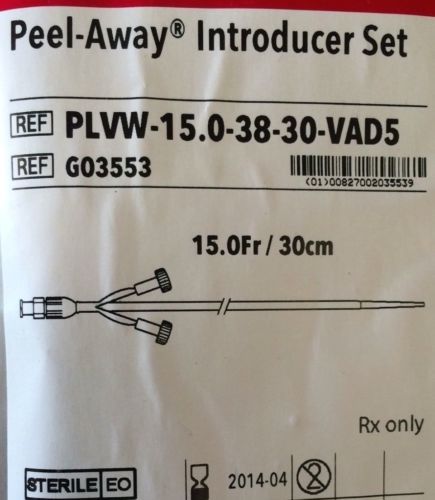 Peel-Away® Introducer Set
REF PLVW-15.0-38-30-VAD5
REF G03553
(01)00827002035539
15.0Fr / 30cm
Rx only
STERILE EO 2014-04 2